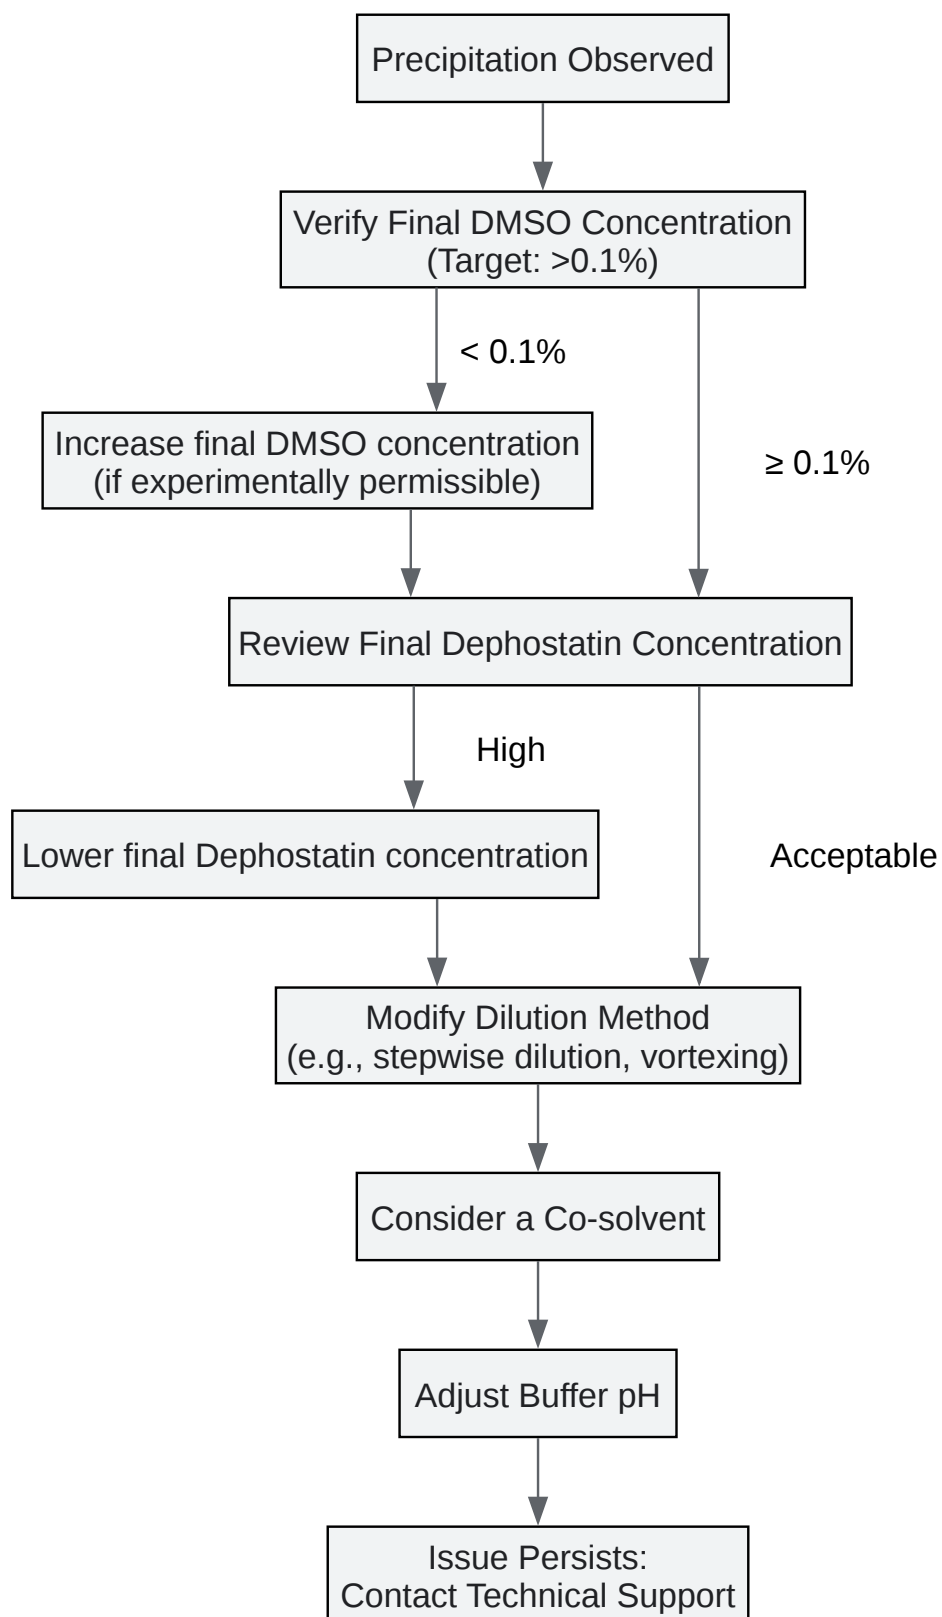 Precipitation Observed
Verify Final DMSO Concentration
(Target: >0.1%)
< 0.1%
Increase final DMSO concentration
(if experimentally permissible)
≥ 0.1%
Review Final Dephostatin Concentration
High
Lower final Dephostatin concentration
Acceptable
Modify Dilution Method
(e.g., stepwise dilution, vortexing)
Consider a Co-solvent
Adjust Buffer pH
Issue Persists:
Contact Technical Support